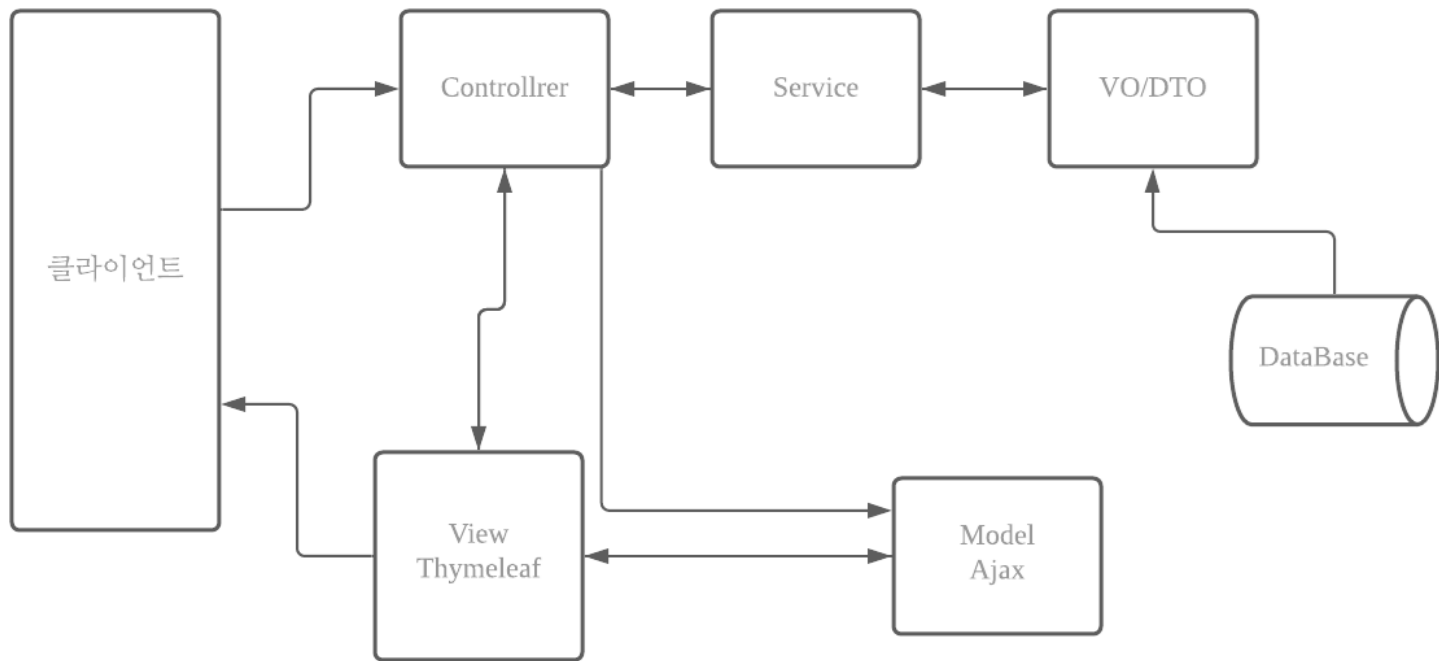 Controllrer
Service
VO/DTO
클라이언트
DataBase
View
Thymeleaf
Model
Ajax